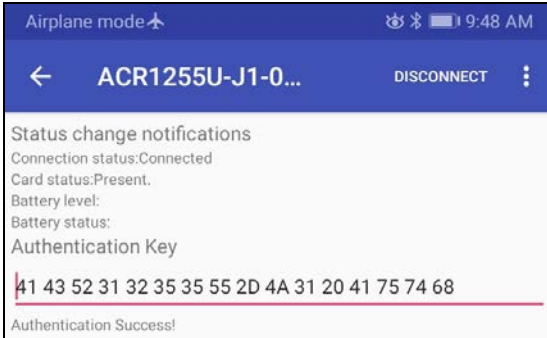 Airplane mode 9:48 AM
ACR1255U-J1-0... DISCONNECT
Status change notifications
Connection status:Connected
Card status:Present.
Battery level:
Battery status:
Authentication Key
41 43 52 31 32 35 35 55 2D 4A 31 20 41 75 74 68
Authentication Success!